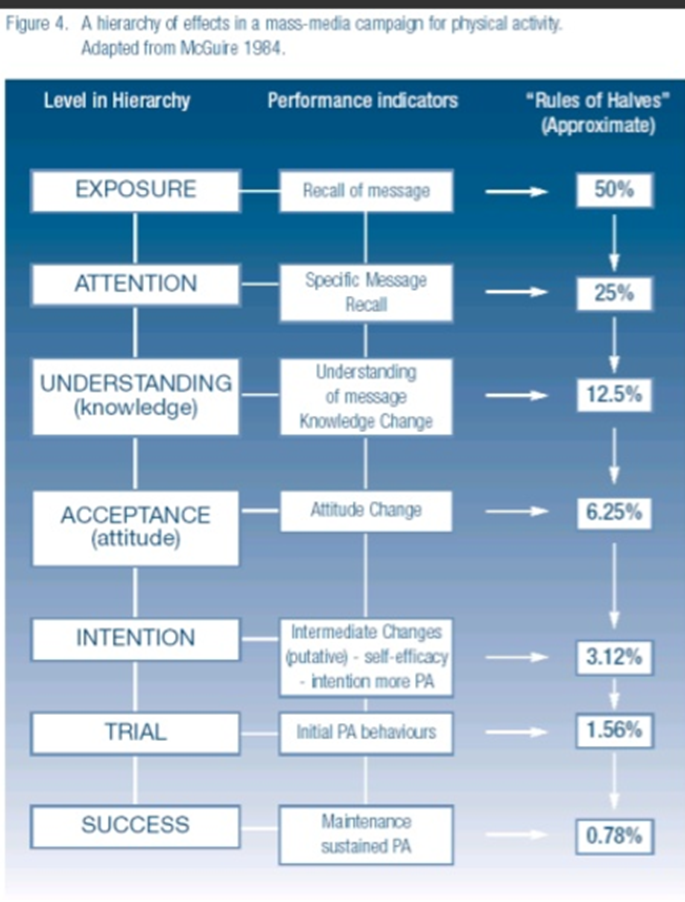 Figure 4. A hierarchy of effects in a mass-media campaign for physical activity.
Adapted from McGuire 1984.
Level in Hierarchy
Performance indicators
"Rules of Halves"
(Approximate)
EXPOSURE
Recall of message
50%
ATTENTION
Specific Message
Recall
25%
UNDERSTANDING
(knowledge)
Understanding
of message
Knowledge Change
12.5%
ACCEPTANCE
(attitude)
Attitude Change
6.25%
INTENTION
Intermediate Changes
(putative) - self-efficacy
- intention more PA
3.12%
TRIAL
Initial PA behaviours
1.56%
SUCCESS
Maintenance
sustained PA
0.78%